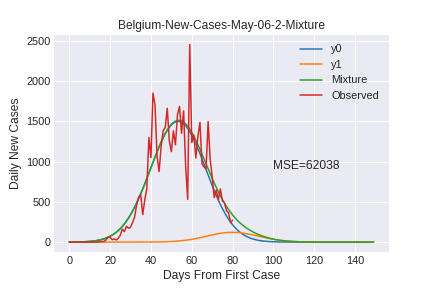 Belgium-New-Cases-May-06-2-Mixture
2500
2000
1500
1000
500
0
Daily New Cases
y0
y1
Mixture
Observed
MSE=62038
0 20 40 60 80 100 120 140
Days From First Case